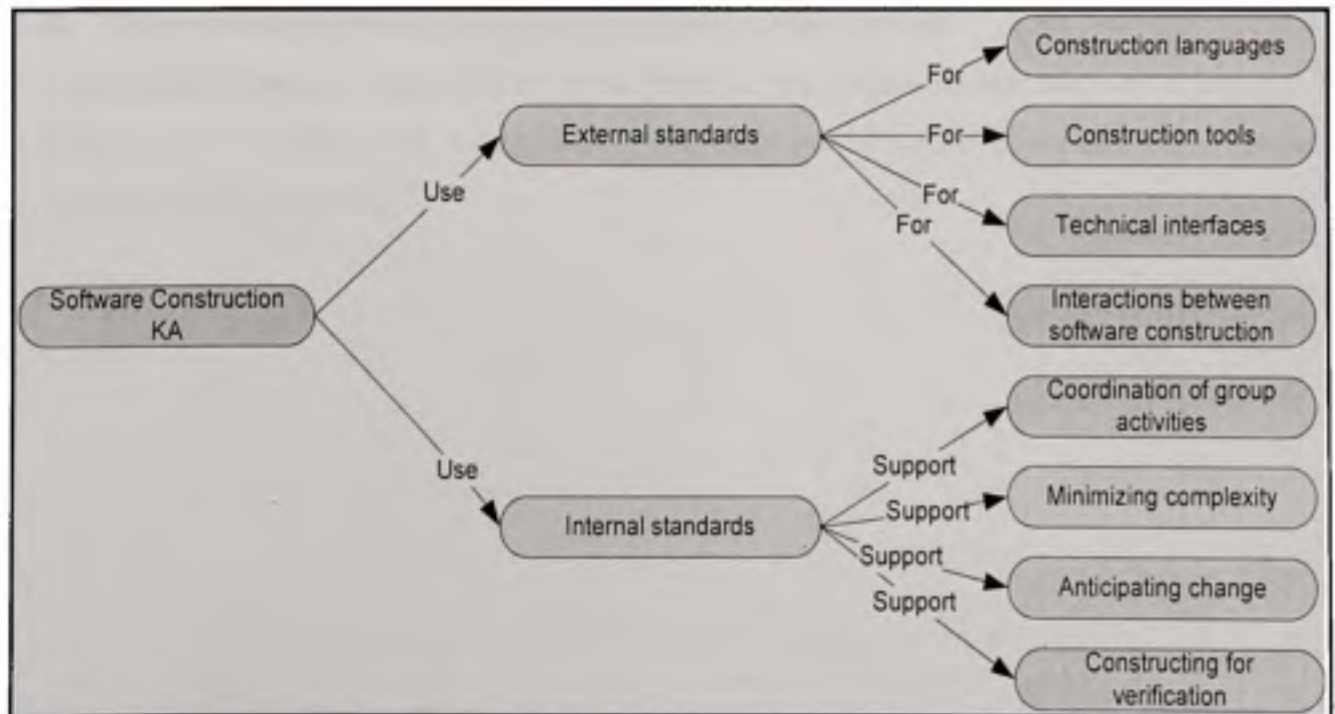 Construction languages
For
External standards
For
Construction tools
Use
For
For
Technical interfaces
Software Construction
KA
Interactions between
software construction
Coordination of group
activities
Use
Support
Support
Minimizing complexity
Internal standards
Support
Anticipating change
Support
Constructing for
verification